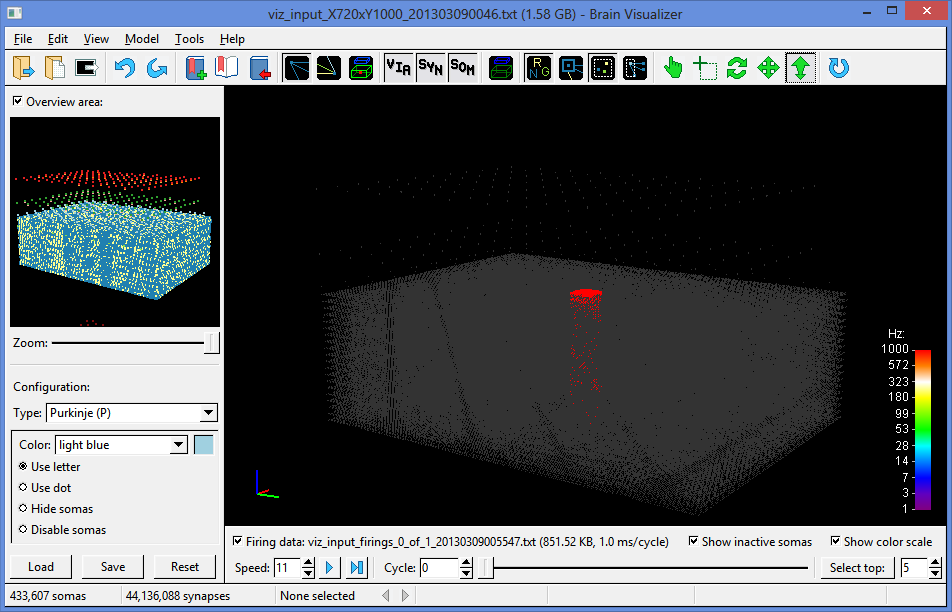 viz_input_X720xY1000_201303090046.txt (1.58 GB) - Brain Visualizer
File Edit View Model Tools Help
VIA SYN SOM RNG
Overview area:
Zoom:
Configuration:
Type: Purkinje (P)
Color: light blue
Use letter
Use dot
Hide somas
Disable somas
Load Save Reset
Hz:
1000
572
323
180
99
53
28
14
7
3
1
Firing data: viz_input_firings_0_of_1_20130309005547.txt (851.52 KB, 1.0 ms/cycle) Show inactive somas Show color scale
Speed: 11 Cycle: 0 Select top: 5
433,607 somas 44,136,088 synapses None selected